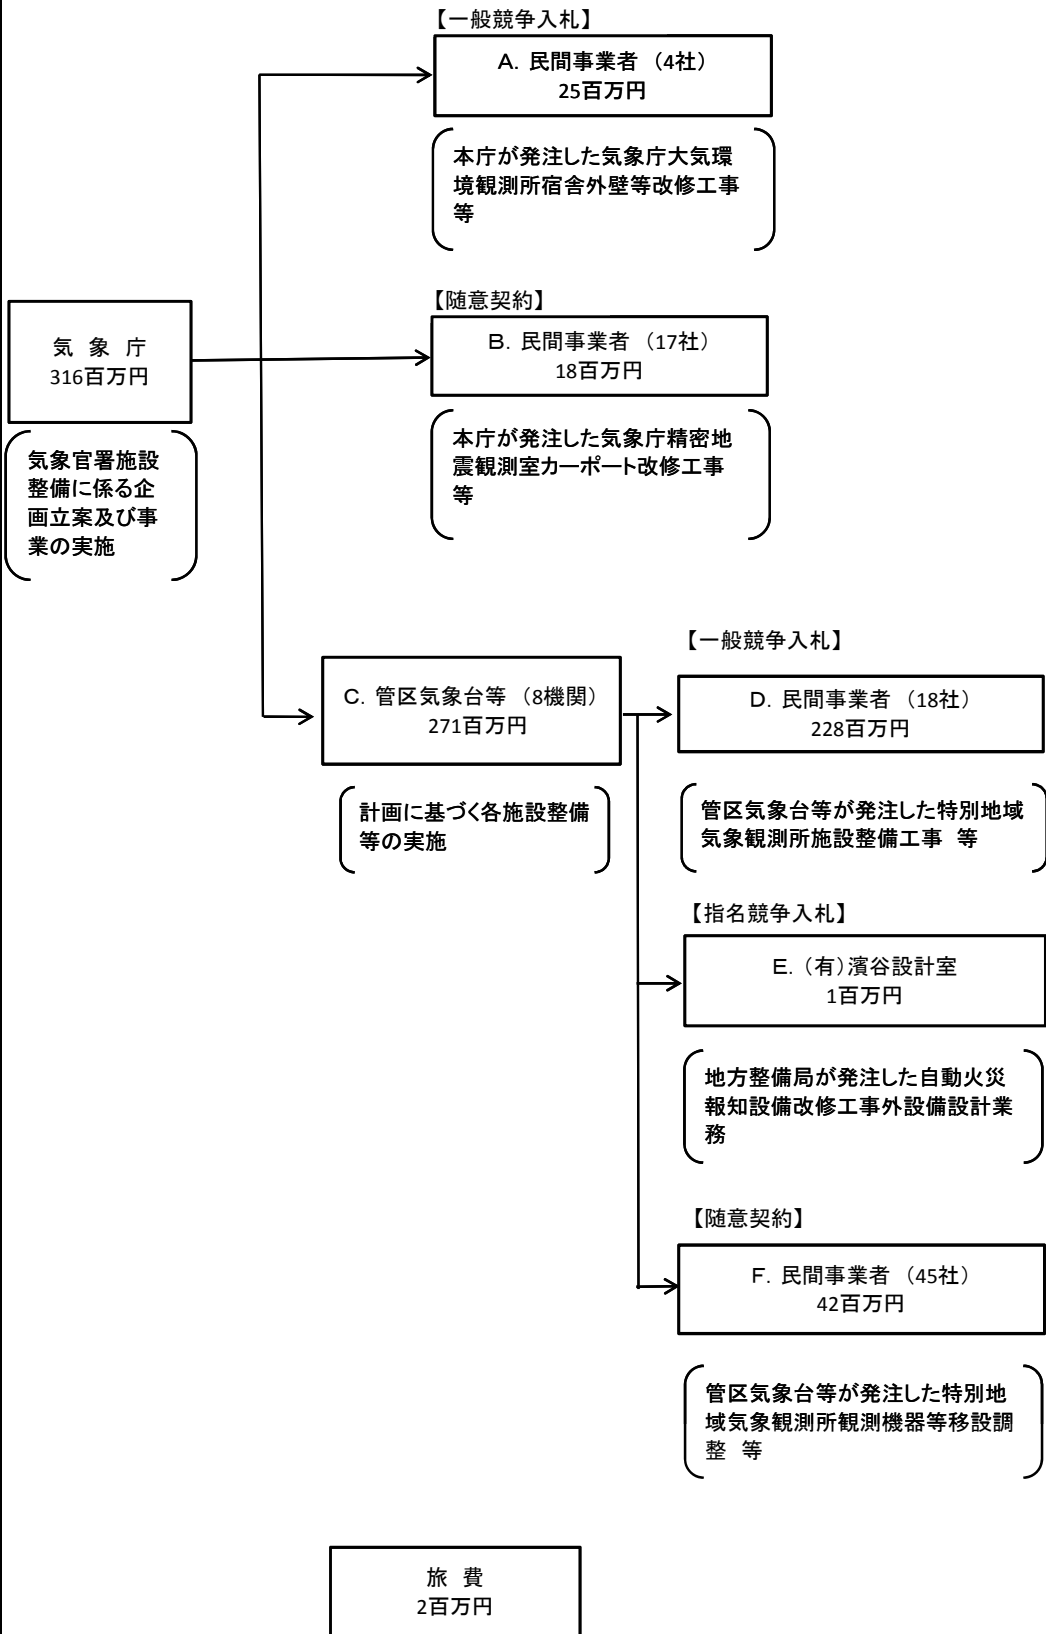 【一般競争入札】
A. 民間事業者 （4社）
25百万円
本庁が発注した気象庁大気環
境観測所宿舎外壁等改修工事
等
【随意契約】
B. 民間事業者 （17社）
18百万円
本庁が発注した気象庁精密地
震観測室カーポート改修工事
等
気 象 庁
316百万円
気象官署施設
整備に係る企
画立案及び事
業の実施
C. 管区気象台等 （8機関）
271百万円
計画に基づく各施設整備
等の実施
【一般競争入札】
D. 民間事業者 （18社）
228百万円
管区気象台等が発注した特別地域
気象観測所施設整備工事 等
【指名競争入札】
E. （有）濱谷設計室
1百万円
地方整備局が発注した自動火災
報知設備改修工事外設備設計業
務
【随意契約】
F. 民間事業者 （45社）
42百万円
管区気象台等が発注した特別地
域気象観測所観測機器等移設調
整 等
旅 費
2百万円